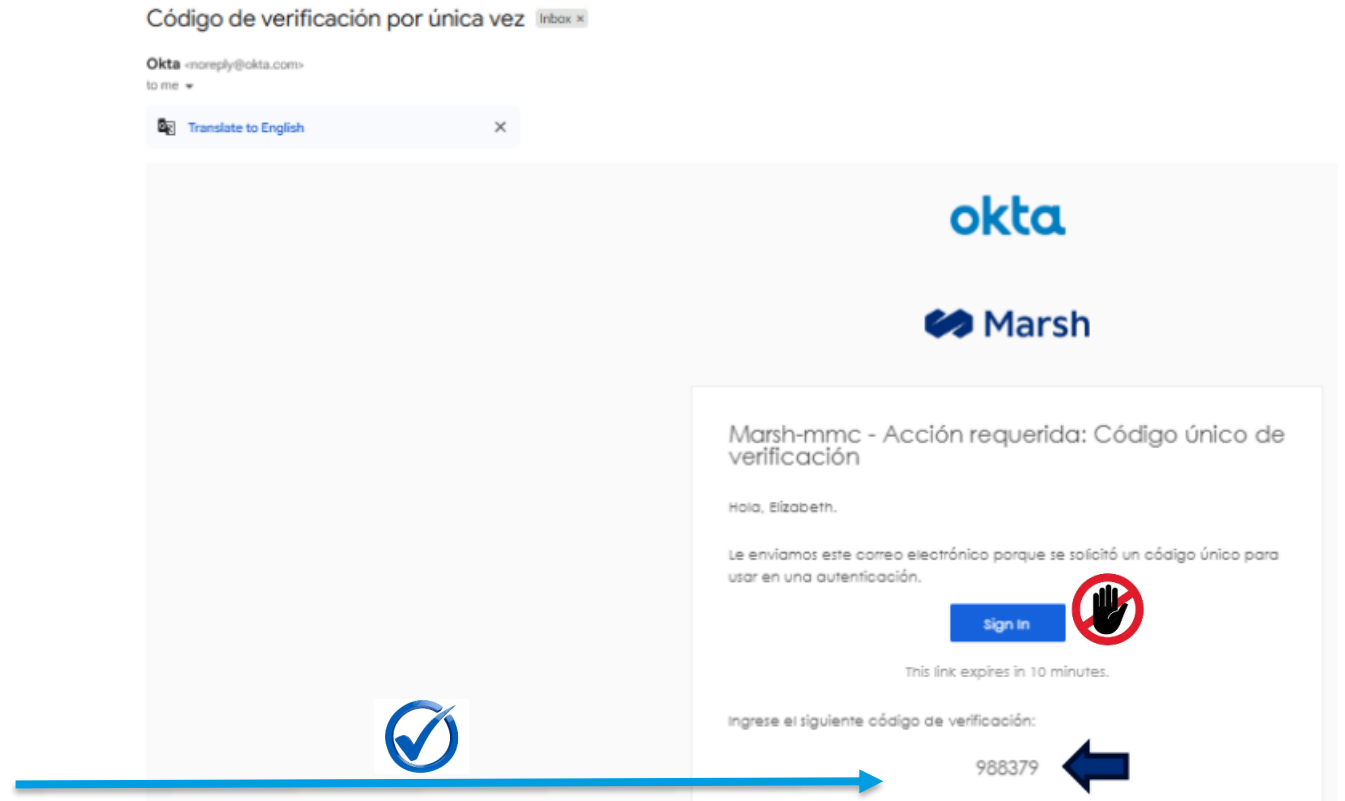 Código de verificación por única vez Inbox ×
Okta <noreply@okta.com>
to me
Translate to English
okta
Marsh
Marsh-mmc - Acción requerida: Código único de
verificación
Hola, Elizabeth.
Le enviamos este correo electrónico porque se solicitó un código único para
usar en una autenticación.
Sign In
This link expires in 10 minutes.
Ingrese el siguiente código de verificación:
988379